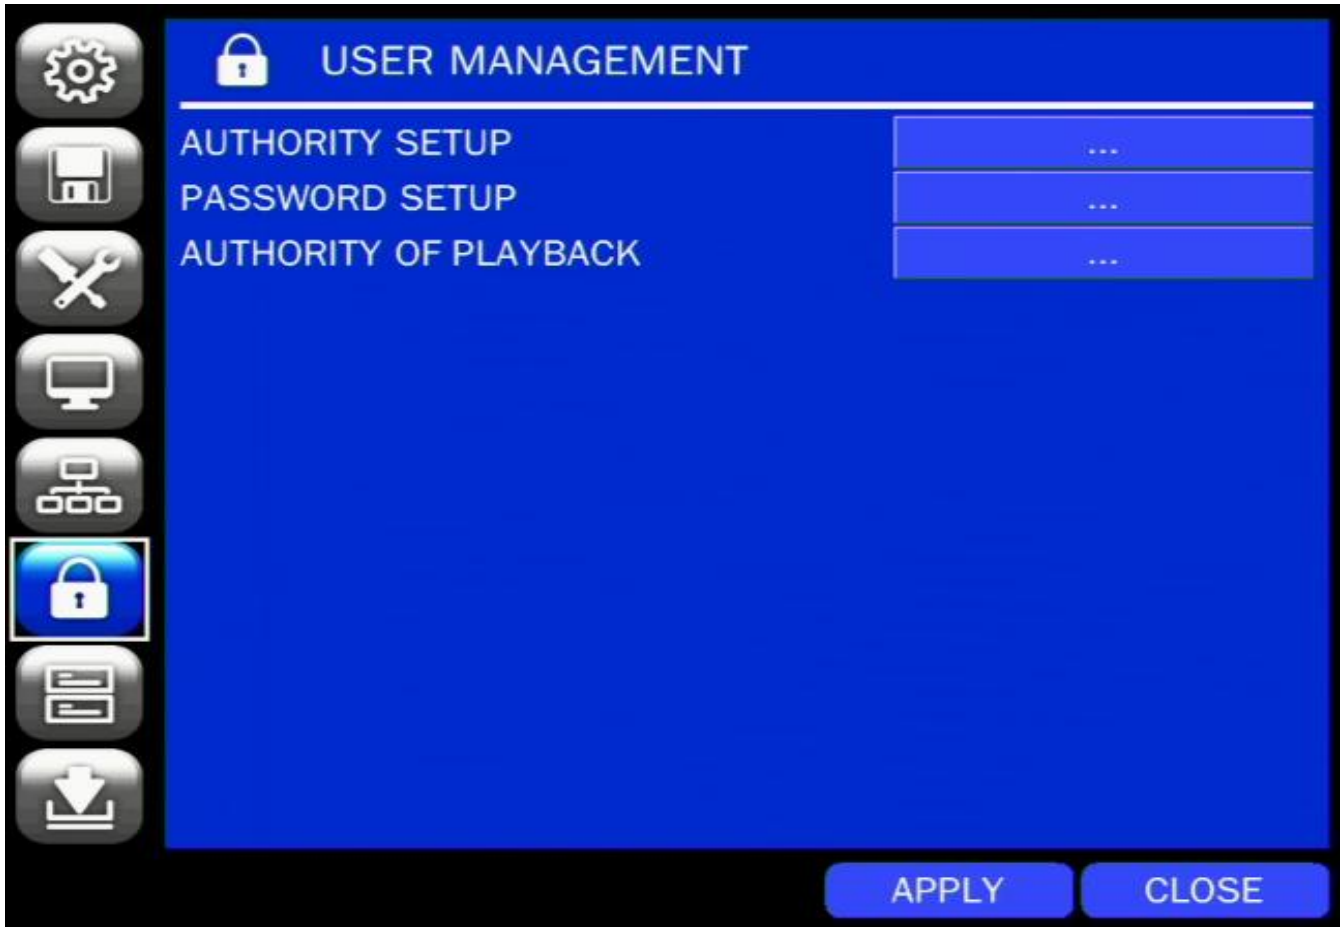 USER MANAGEMENT
AUTHORITY SETUP ...
PASSWORD SETUP ...
AUTHORITY OF PLAYBACK ...
APPLY CLOSE